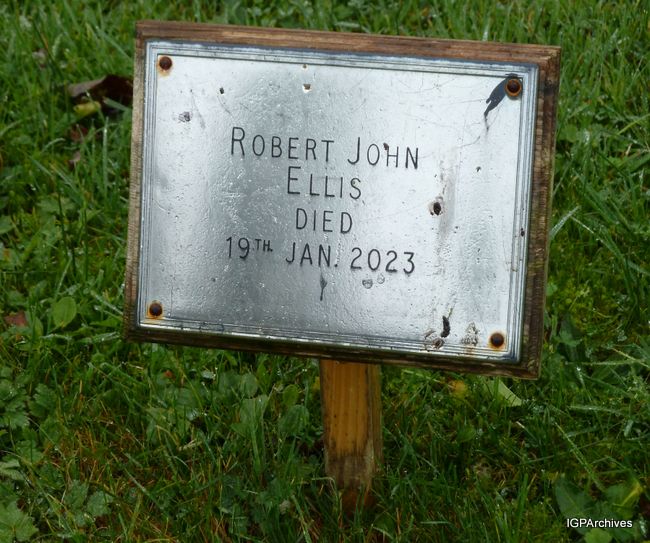 ROBERT JOHN
ELLIS
DIED
19TH. JAN. 2023
IGPArchives